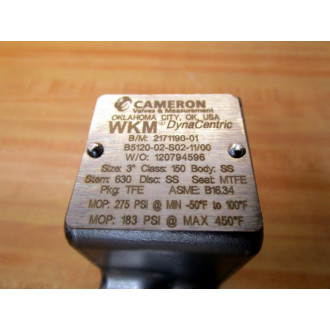 CAMERON
Valves & Measurement
OKLAHOMA CITY, OK, USA
WKM DynaCentric
B/M: 2171190-01
B5120-02-S02-11/00
W/O: 120794596
Size: 3" Class: 150 Body: SS
Stem: 630 Disc: SS Seat: MTFE
Pkg: TFE ASME: B16.34
MOP: 275 PSI @ MIN -50°F to 100°F
MOP: 183 PSI @ MAX 450°F